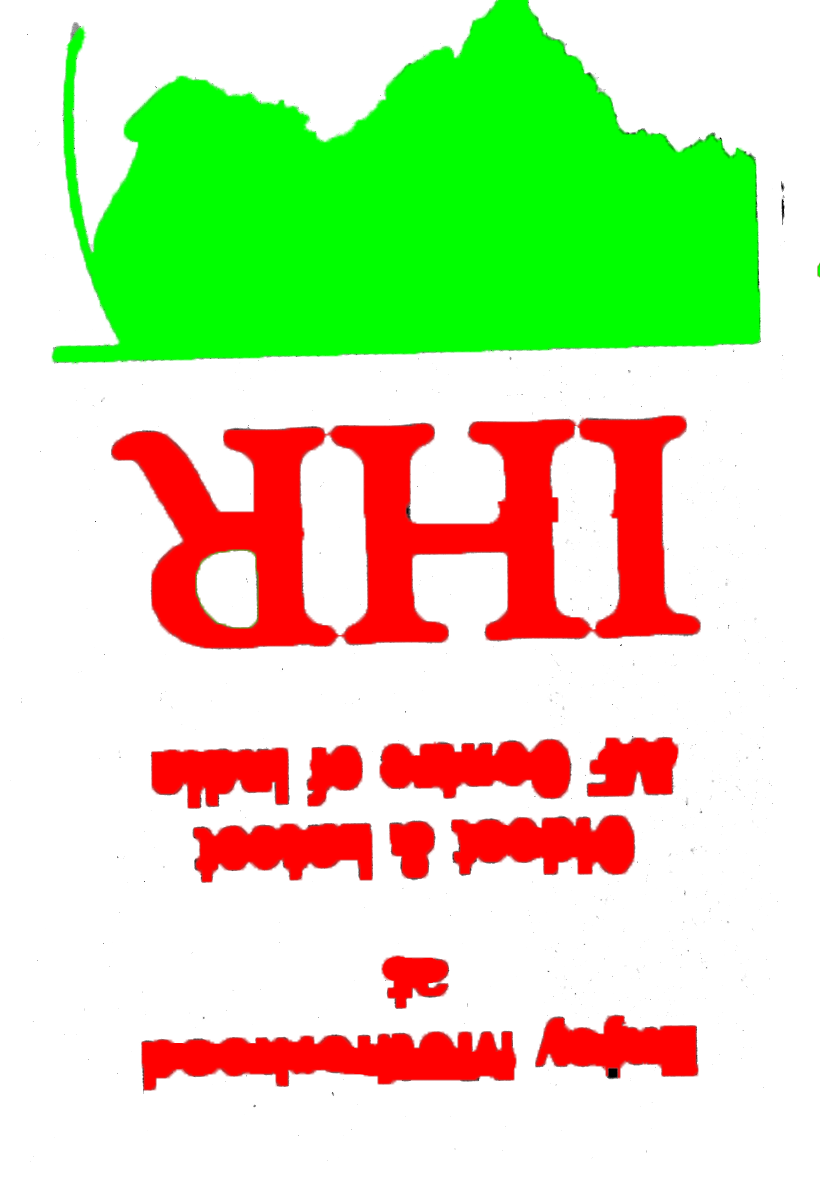 Enjoy Motherhood
at
Oldest & Latest
IVF Centre of India
IHR